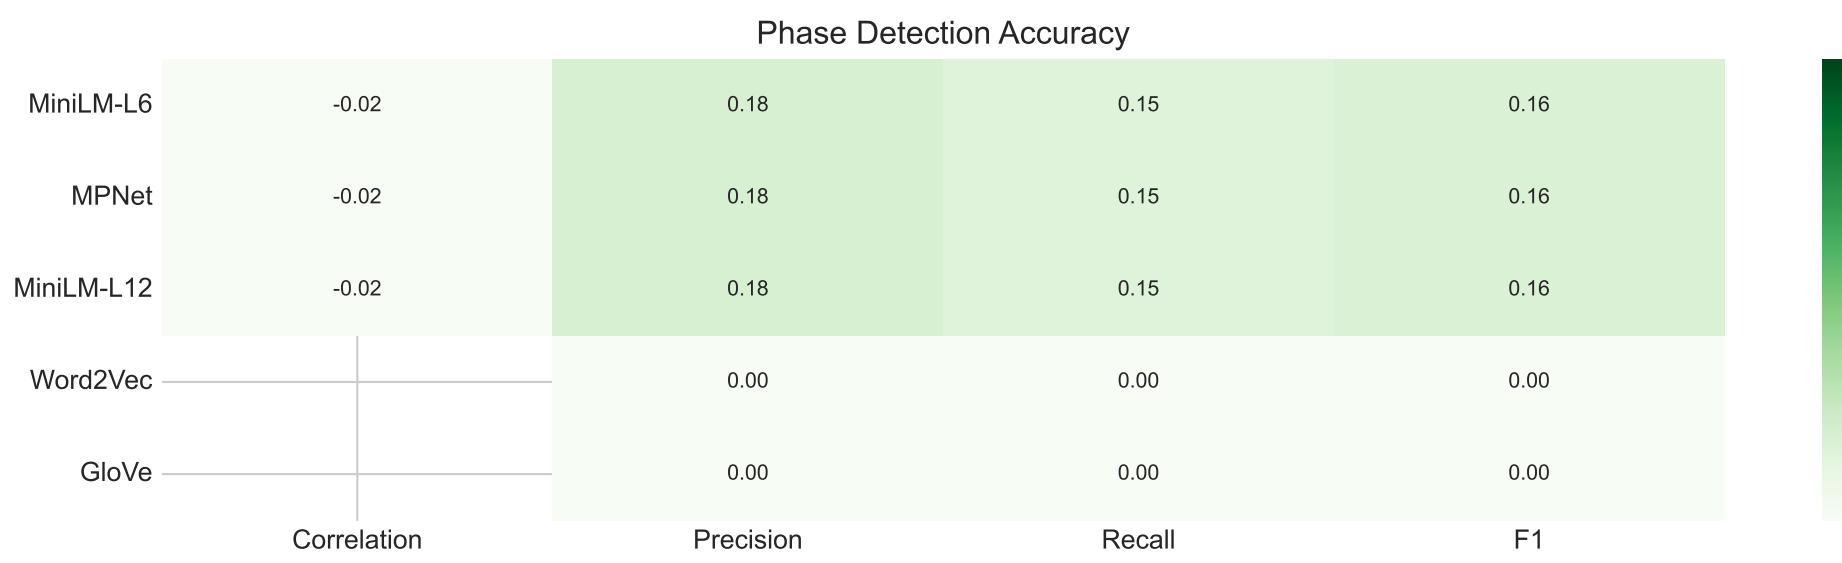 Phase Detection Accuracy
MiniLM-L6 -0.02 0.18 0.15 0.16
MPNet -0.02 0.18 0.15 0.16
MiniLM-L12 -0.02 0.18 0.15 0.16
Word2Vec 0.00 0.00 0.00
GloVe 0.00 0.00 0.00
Correlation Precision Recall F1